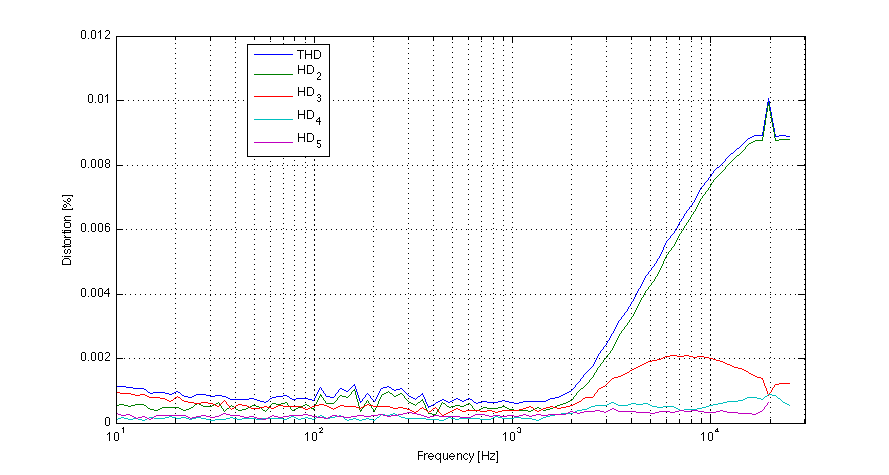 0.012
0.01
0.008
0.006
0.004
0.002
0
Distortion [%]
THD
HD2
HD3
HD4
HD5
10^1 10^2 10^3 10^4
Frequency [Hz]